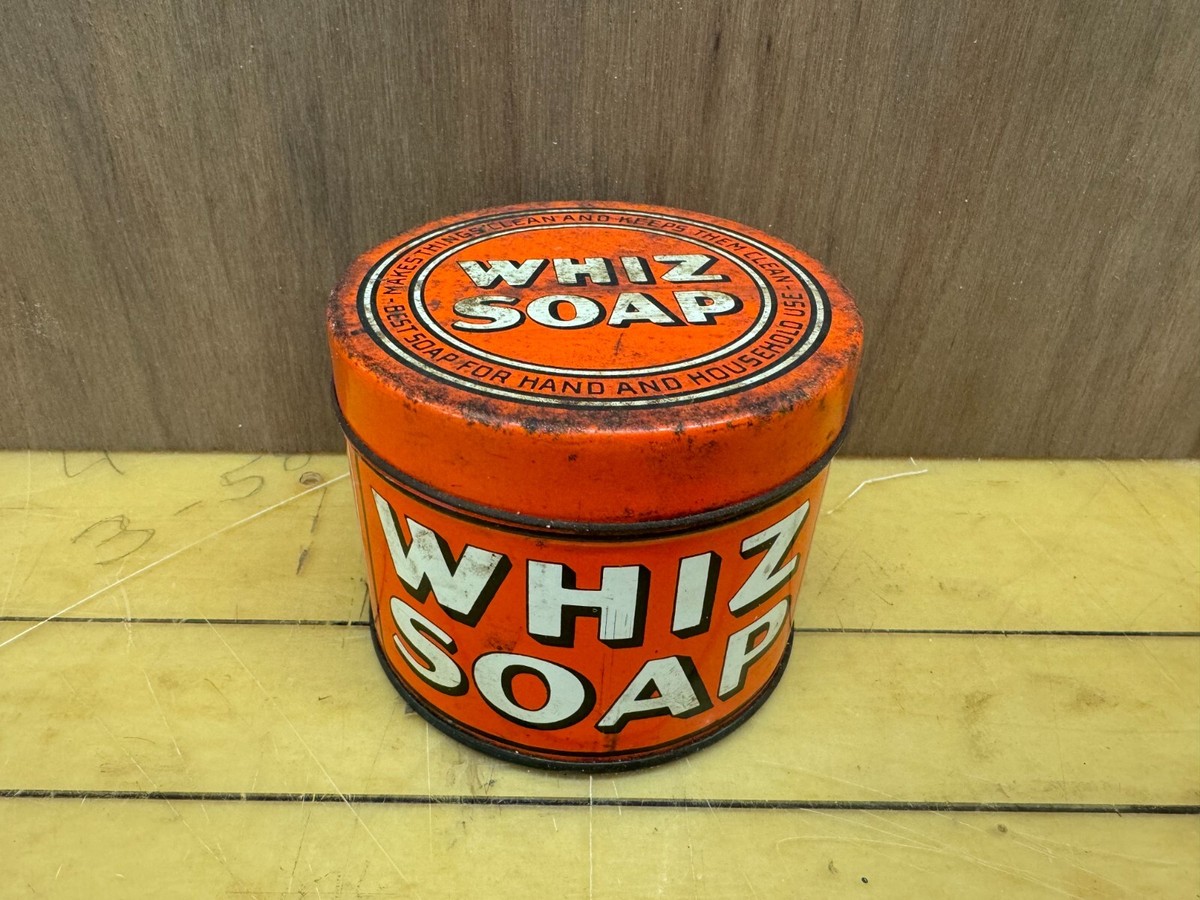 - MAKES THINGS CLEAN AND KEEPS THEM CLEAN -
WHIZ
SOAP
BEST SOAP FOR HAND AND HOUSEHOLD USE
WHIZ
SOAP